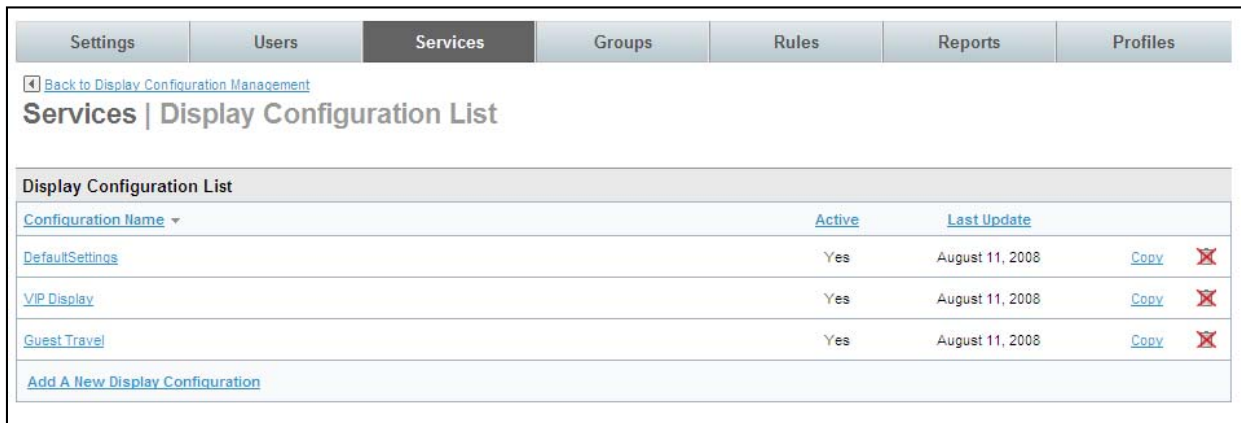 Settings Users Services Groups Rules Reports Profiles
Back to Display Configuration Management
Services | Display Configuration List
Display Configuration List
Configuration Name Active Last Update
DefaultSettings Yes August 11, 2008 Copy
VIP Display Yes August 11, 2008 Copy
Guest Travel Yes August 11, 2008 Copy
Add A New Display Configuration